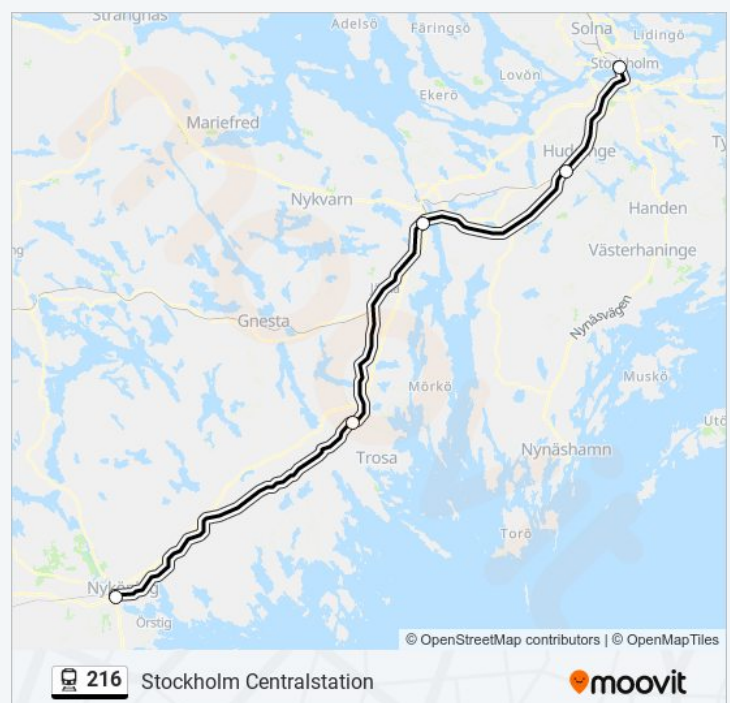 Strängnäs
Adelsö
Färingsö
Solna
Lidingö
Stockholm
Lovön
Ekerö
Mariefred
Huddinge
Ty
Nykvarn
Handen
Västerhaninge
ng
Gnesta
Nynäsvägen
Mörkö
Muskö
Utö
Trosa
Nynäshamn
Torö
Nyköping
Örstig
© OpenStreetMap contributors | © OpenMapTiles
216 Stockholm Centralstation
moovit